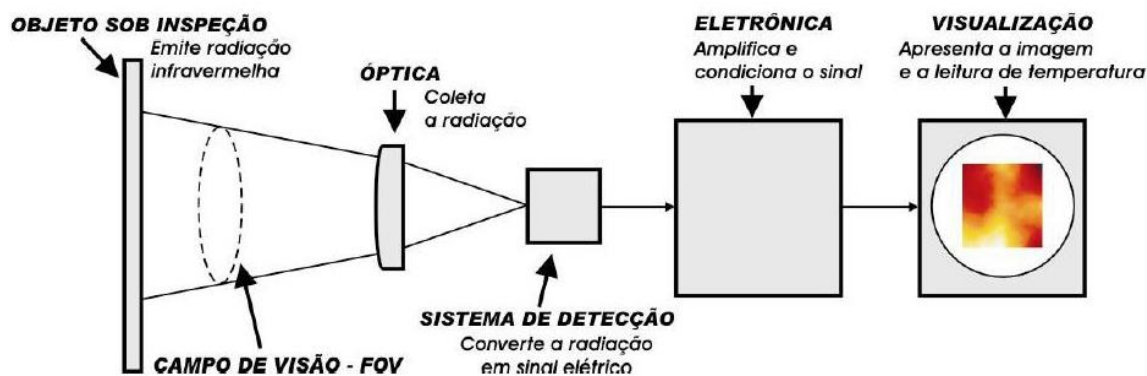 OBJETO SOB INSPEÇÃO
Emite radiação
infravermelha
ÓPTICA
Coleta
a radiação
ELETRÔNICA
Amplifica e
condiciona o sinal
VISUALIZAÇÃO
Apresenta a imagem
e a leitura de temperatura
CAMPO DE VISÃO - FOV
SISTEMA DE DETECÇÃO
Converte a radiação
em sinal elétrico